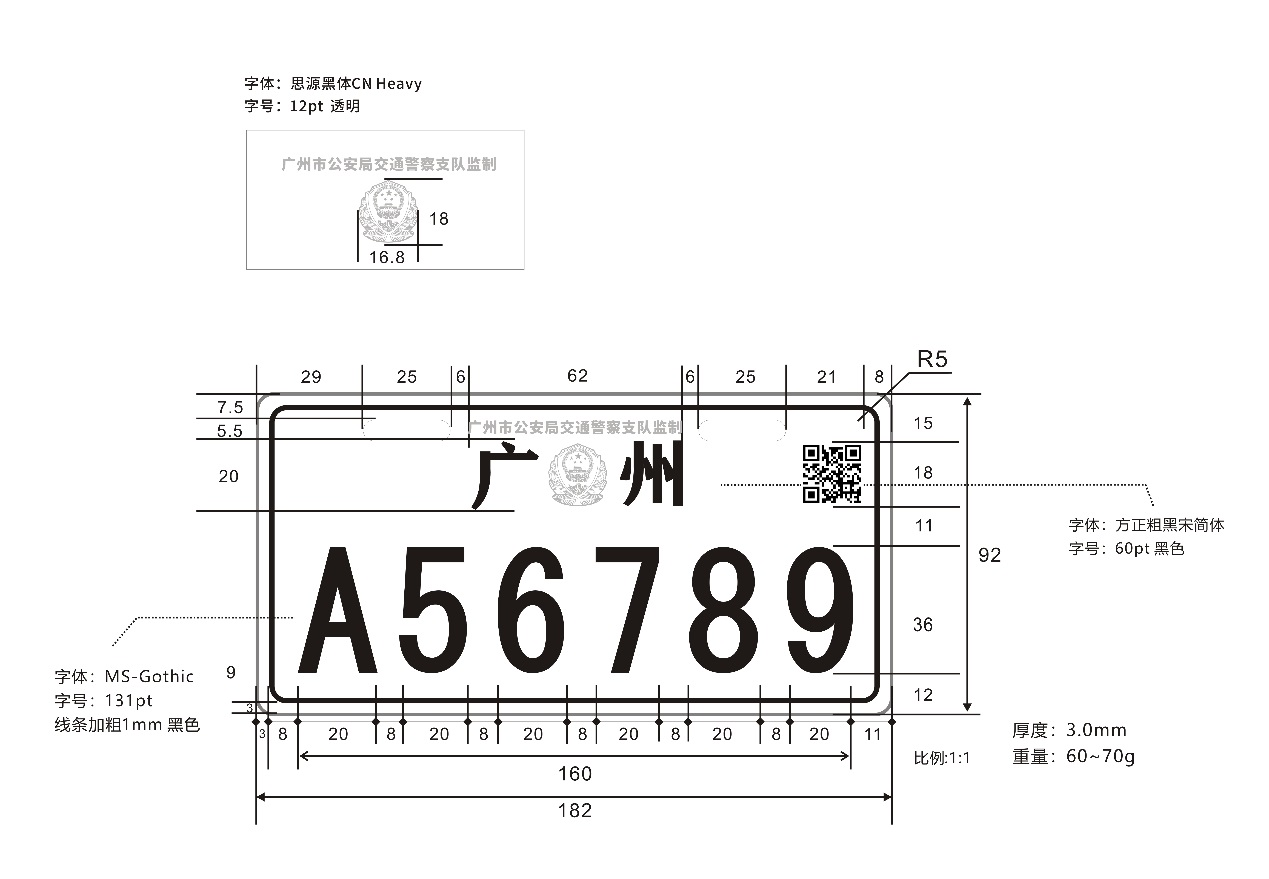 字体：思源黑体CN Heavy
字号：12pt 透明
广州市公安局交通警察支队监制
18
16.8
R5
29 25 6 62 6 25 21 8
7.5
5.5
20
广州市公安局交通警察支队监制
广 州
15
18
11
字体：方正粗黑宋简体
字号：60pt 黑色
92
A56789
36
12
9
3
字体：MS-Gothic
字号：131pt
线条加粗1mm 黑色
3 8 20 8 20 8 20 8 20 8 20 8 20 11
160
182
比例:1:1
厚度：3.0mm
重量：60~70g